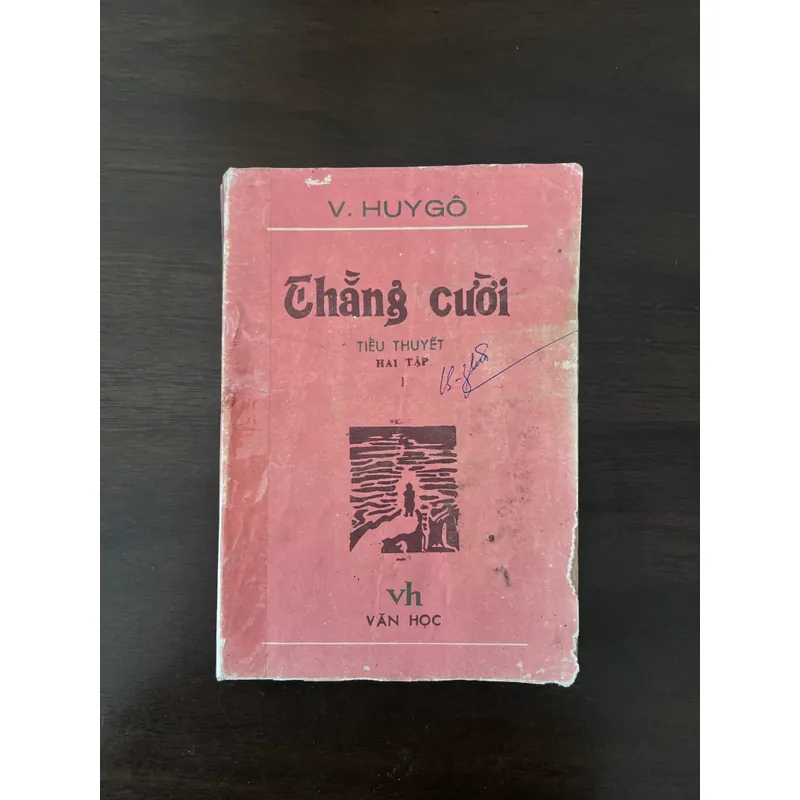 V. HUYGÔ
Thằng cười
TIỂU THUYẾT
HAI TẬP
I
vh
VĂN HỌC